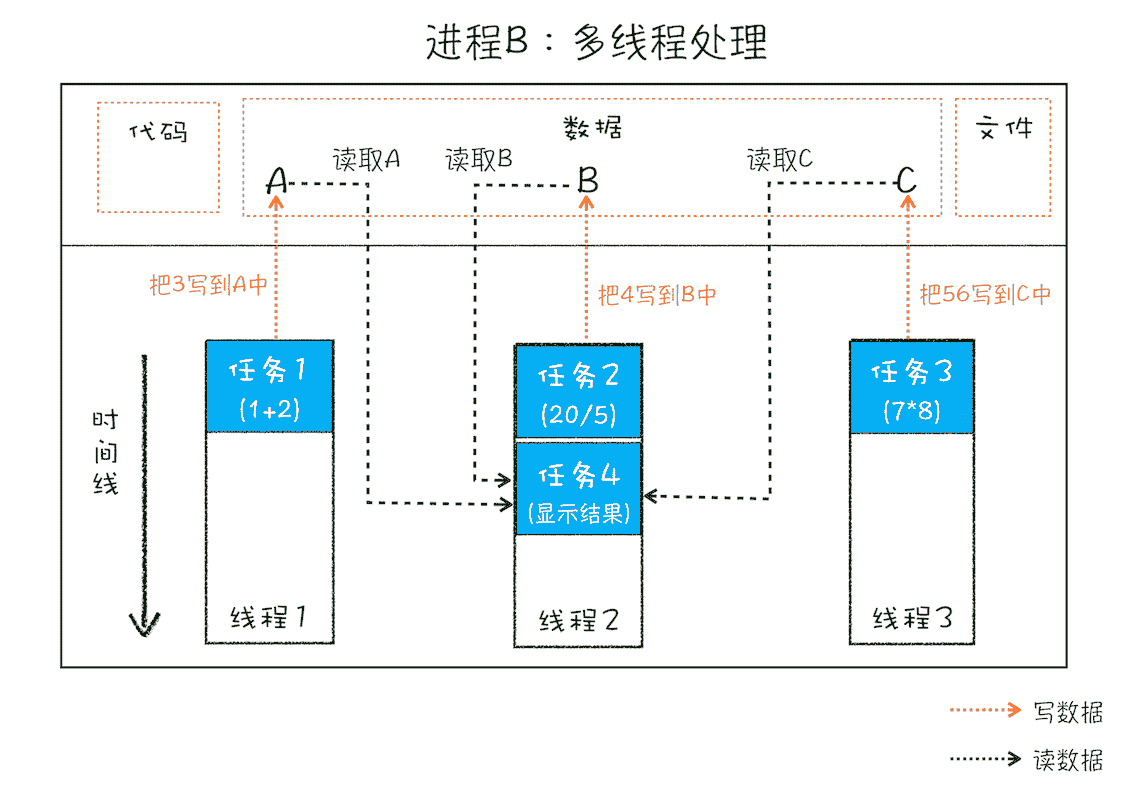 进程B：多线程处理
代码
数据
文件
读取A
读取B
读取C
A
B
C
把3写到A中
把4写到B中
把56写到C中
任务1
(1+2)
任务2
(20/5)
任务3
(7*8)
任务4
(显示结果)
时间线
线程1
线程2
线程3
写数据
读数据